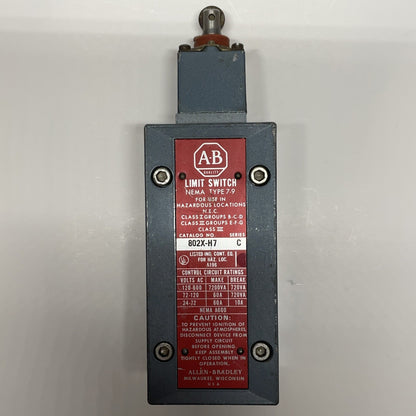 A-B
QUALITY
LIMIT SWITCH
NEMA TYPE 7-9
FOR USE IN
HAZARDOUS LOCATIONS
N.E.C.
CLASS I GROUPS B-C-D
CLASS II GROUPS E-F-G
CLASS III
CATALOG NO. SERIES
802X-H7 C
UL LISTED IND. CONT. EQ.
FOR HAZ. LOC.
A196
CONTROL CIRCUIT RATINGS
VOLTS AC MAKE BREAK
120-600 7200VA 720VA
72-120 60A 720VA
24-72 60A 10A
NEMA A600
CAUTION:
TO PREVENT IGNITION OF
HAZARDOUS ATMOSPHERES,
DISCONNECT DEVICE FROM
SUPPLY CIRCUIT
BEFORE OPENING.
KEEP ASSEMBLY
TIGHTLY CLOSED WHEN IN
OPERATION.
ALLEN-BRADLEY
MILWAUKEE, WISCONSIN
U.S.A.